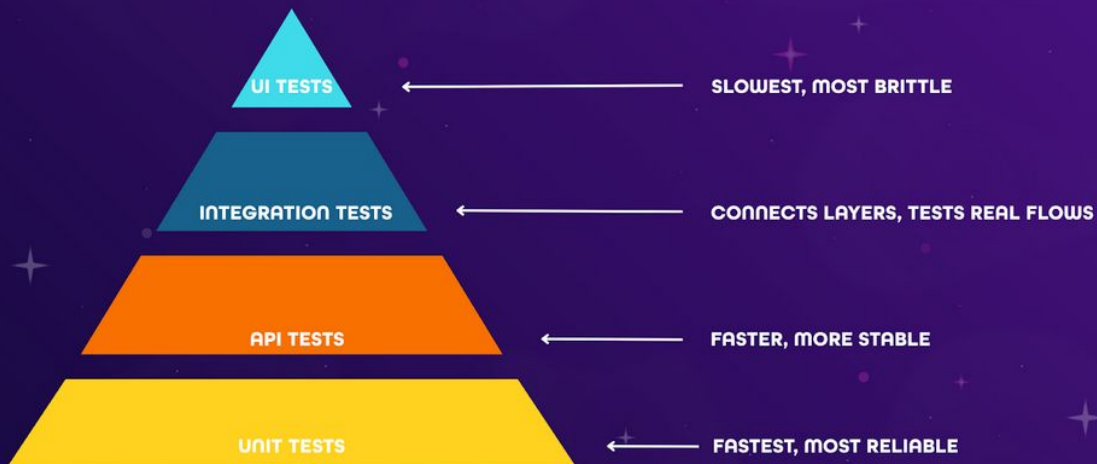 UI TESTS
SLOWEST, MOST BRITTLE
INTEGRATION TESTS
CONNECTS LAYERS, TESTS REAL FLOWS
API TESTS
FASTER, MORE STABLE
UNIT TESTS
FASTEST, MOST RELIABLE